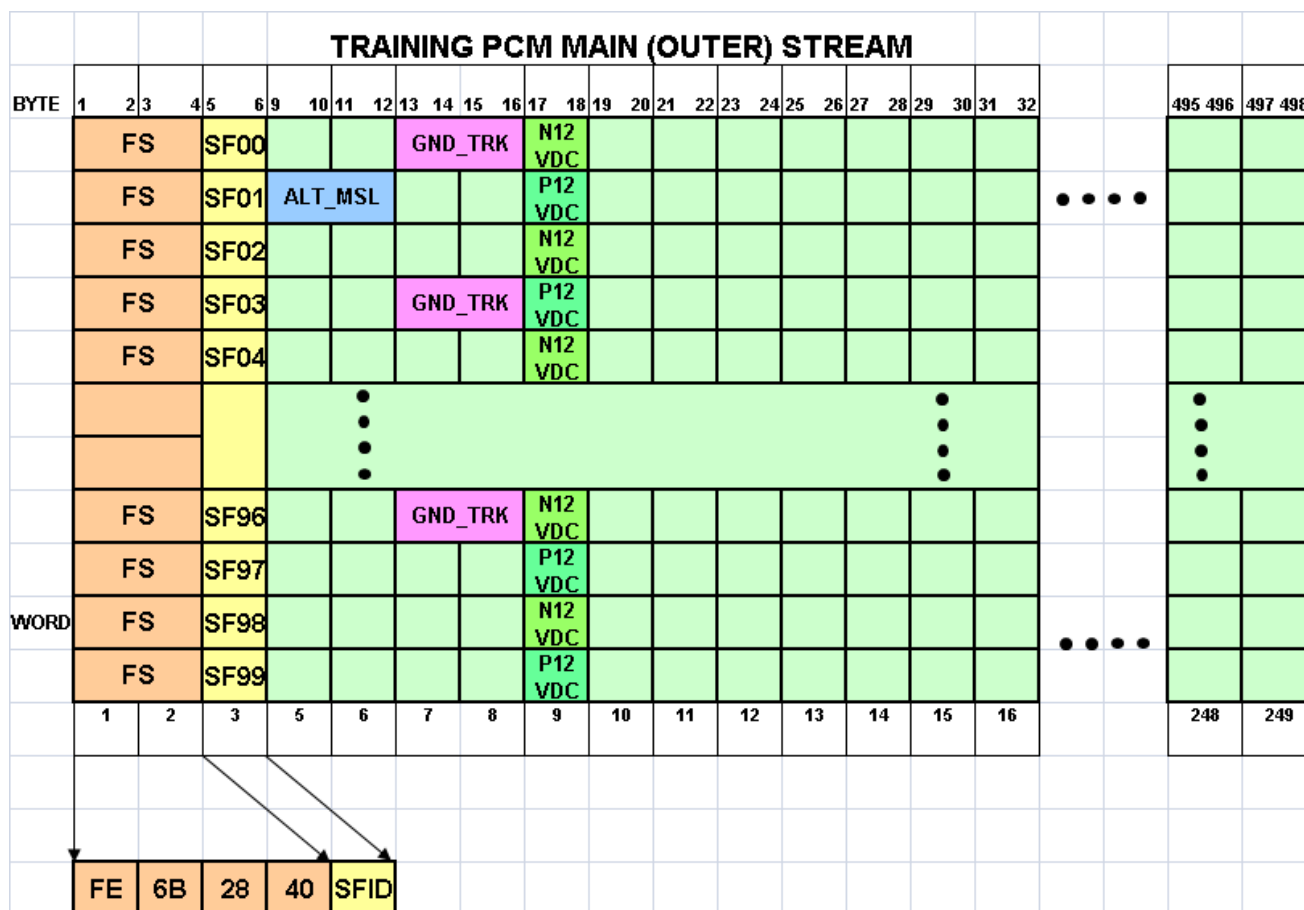 TRAINING PCM MAIN (OUTER) STREAM
BYTE 1 2 3 4 5 6 9 10 11 12 13 14 15 16 17 18 19 20 21 22 23 24 25 26 27 28 29 30 31 32 495 496 497 498
FS SF00 GND_TRK N12 VDC
FS SF01 ALT_MSL P12 VDC
FS SF02 N12 VDC
FS SF03 GND_TRK P12 VDC
FS SF04 N12 VDC
FS SF96 GND_TRK N12 VDC
FS SF97 P12 VDC
WORD FS SF98 N12 VDC
FS SF99 P12 VDC
1 2 3 5 6 7 8 9 10 11 12 13 14 15 16 248 249
FE 6B 28 40 SFID